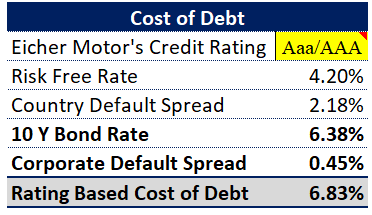 Cost of Debt
Eicher Motor's Credit Rating Aaa/AAA
Risk Free Rate 4.20%
Country Default Spread 2.18%
10 Y Bond Rate 6.38%
Corporate Default Spread 0.45%
Rating Based Cost of Debt 6.83%